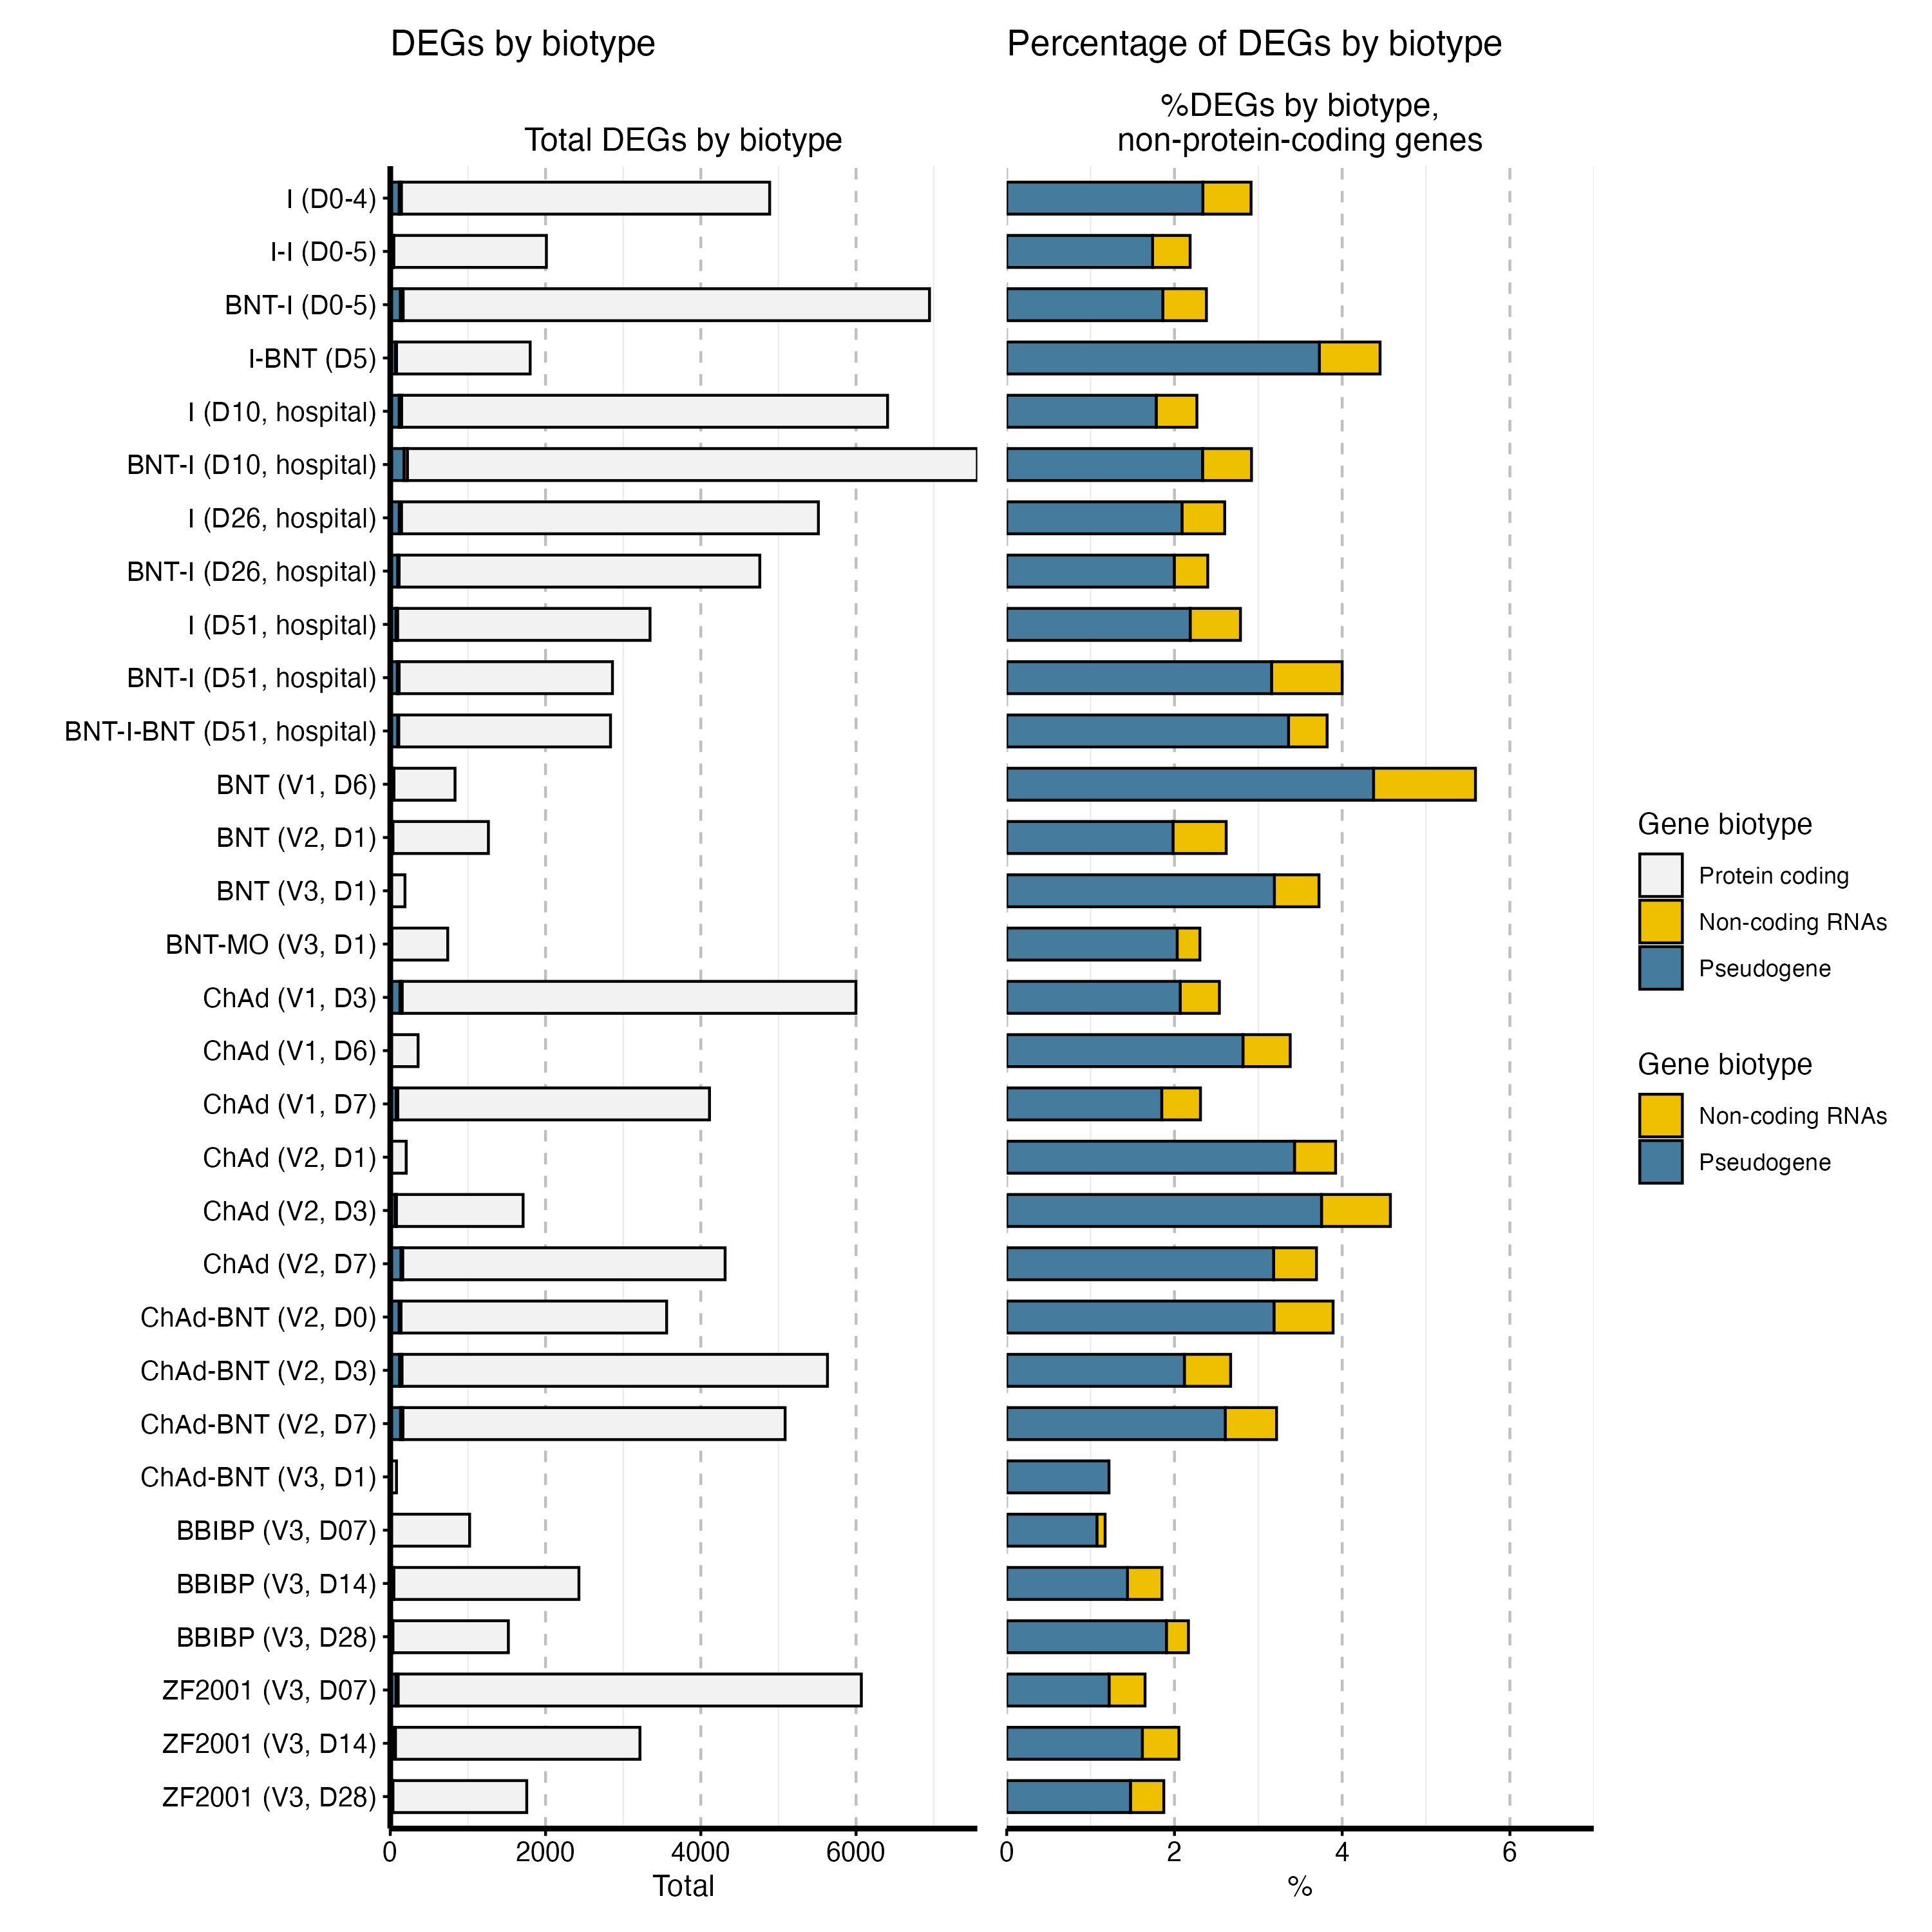 DEGs by biotype
Percentage of DEGs by biotype
Total DEGs by biotype
%DEGs by biotype,
non-protein-coding genes
I (D0-4)
I-I (D0-5)
BNT-I (D0-5)
I-BNT (D5)
I (D10, hospital)
BNT-I (D10, hospital)
I (D26, hospital)
BNT-I (D26, hospital)
I (D51, hospital)
BNT-I (D51, hospital)
BNT-I-BNT (D51, hospital)
BNT (V1, D6)
BNT (V2, D1)
BNT (V3, D1)
BNT-MO (V3, D1)
ChAd (V1, D3)
ChAd (V1, D6)
ChAd (V1, D7)
ChAd (V2, D1)
ChAd (V2, D3)
ChAd (V2, D7)
ChAd-BNT (V2, D0)
ChAd-BNT (V2, D3)
ChAd-BNT (V2, D7)
ChAd-BNT (V3, D1)
BBIBP (V3, D07)
BBIBP (V3, D14)
BBIBP (V3, D28)
ZF2001 (V3, D07)
ZF2001 (V3, D14)
ZF2001 (V3, D28)
0 2000 4000 6000
Total
0 2 4 6
%
Gene biotype
Protein coding
Non-coding RNAs
Pseudogene
Gene biotype
Non-coding RNAs
Pseudogene